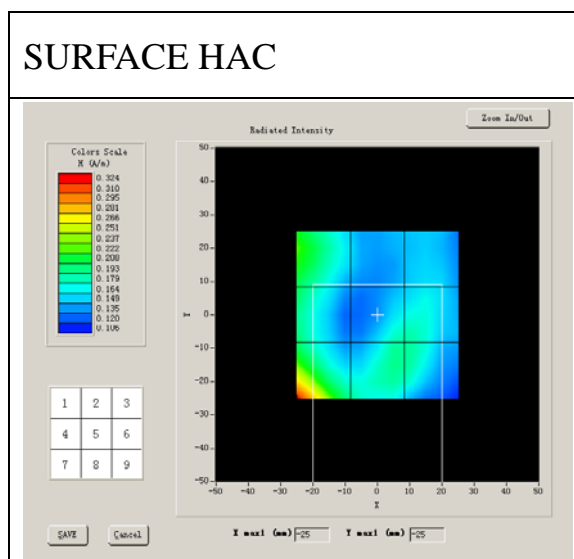 SURFACE HAC
Zoom In/Out
Radiated Intensity
Colors Scale
H (A/m)
0.324
0.310
0.295
0.281
0.266
0.251
0.237
0.222
0.208
0.193
0.179
0.164
0.149
0.135
0.120
0.106
50
40
30
20
10
0
-10
-20
-30
-40
-50
Y
-50 -40 -30 -20 -10 0 10 20 30 40 50
X
1 2 3
4 5 6
7 8 9
SAVE Cancel
X max1 (mm) -25 Y max1 (mm) -25